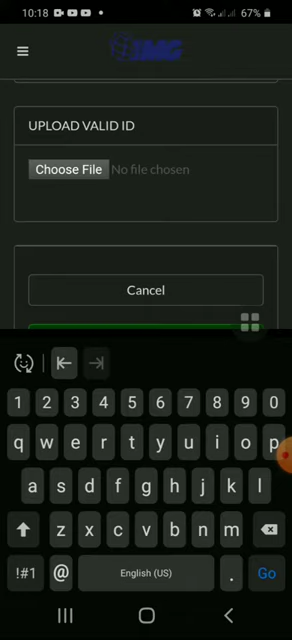 10:18
67%
SMG
UPLOAD VALID ID
Choose File No file chosen
Cancel
1 2 3 4 5 6 7 8 9 0
q w e r t y u i o p
a s d f g h j k l
z x c v b n m
!#1 @ English (US) . Go